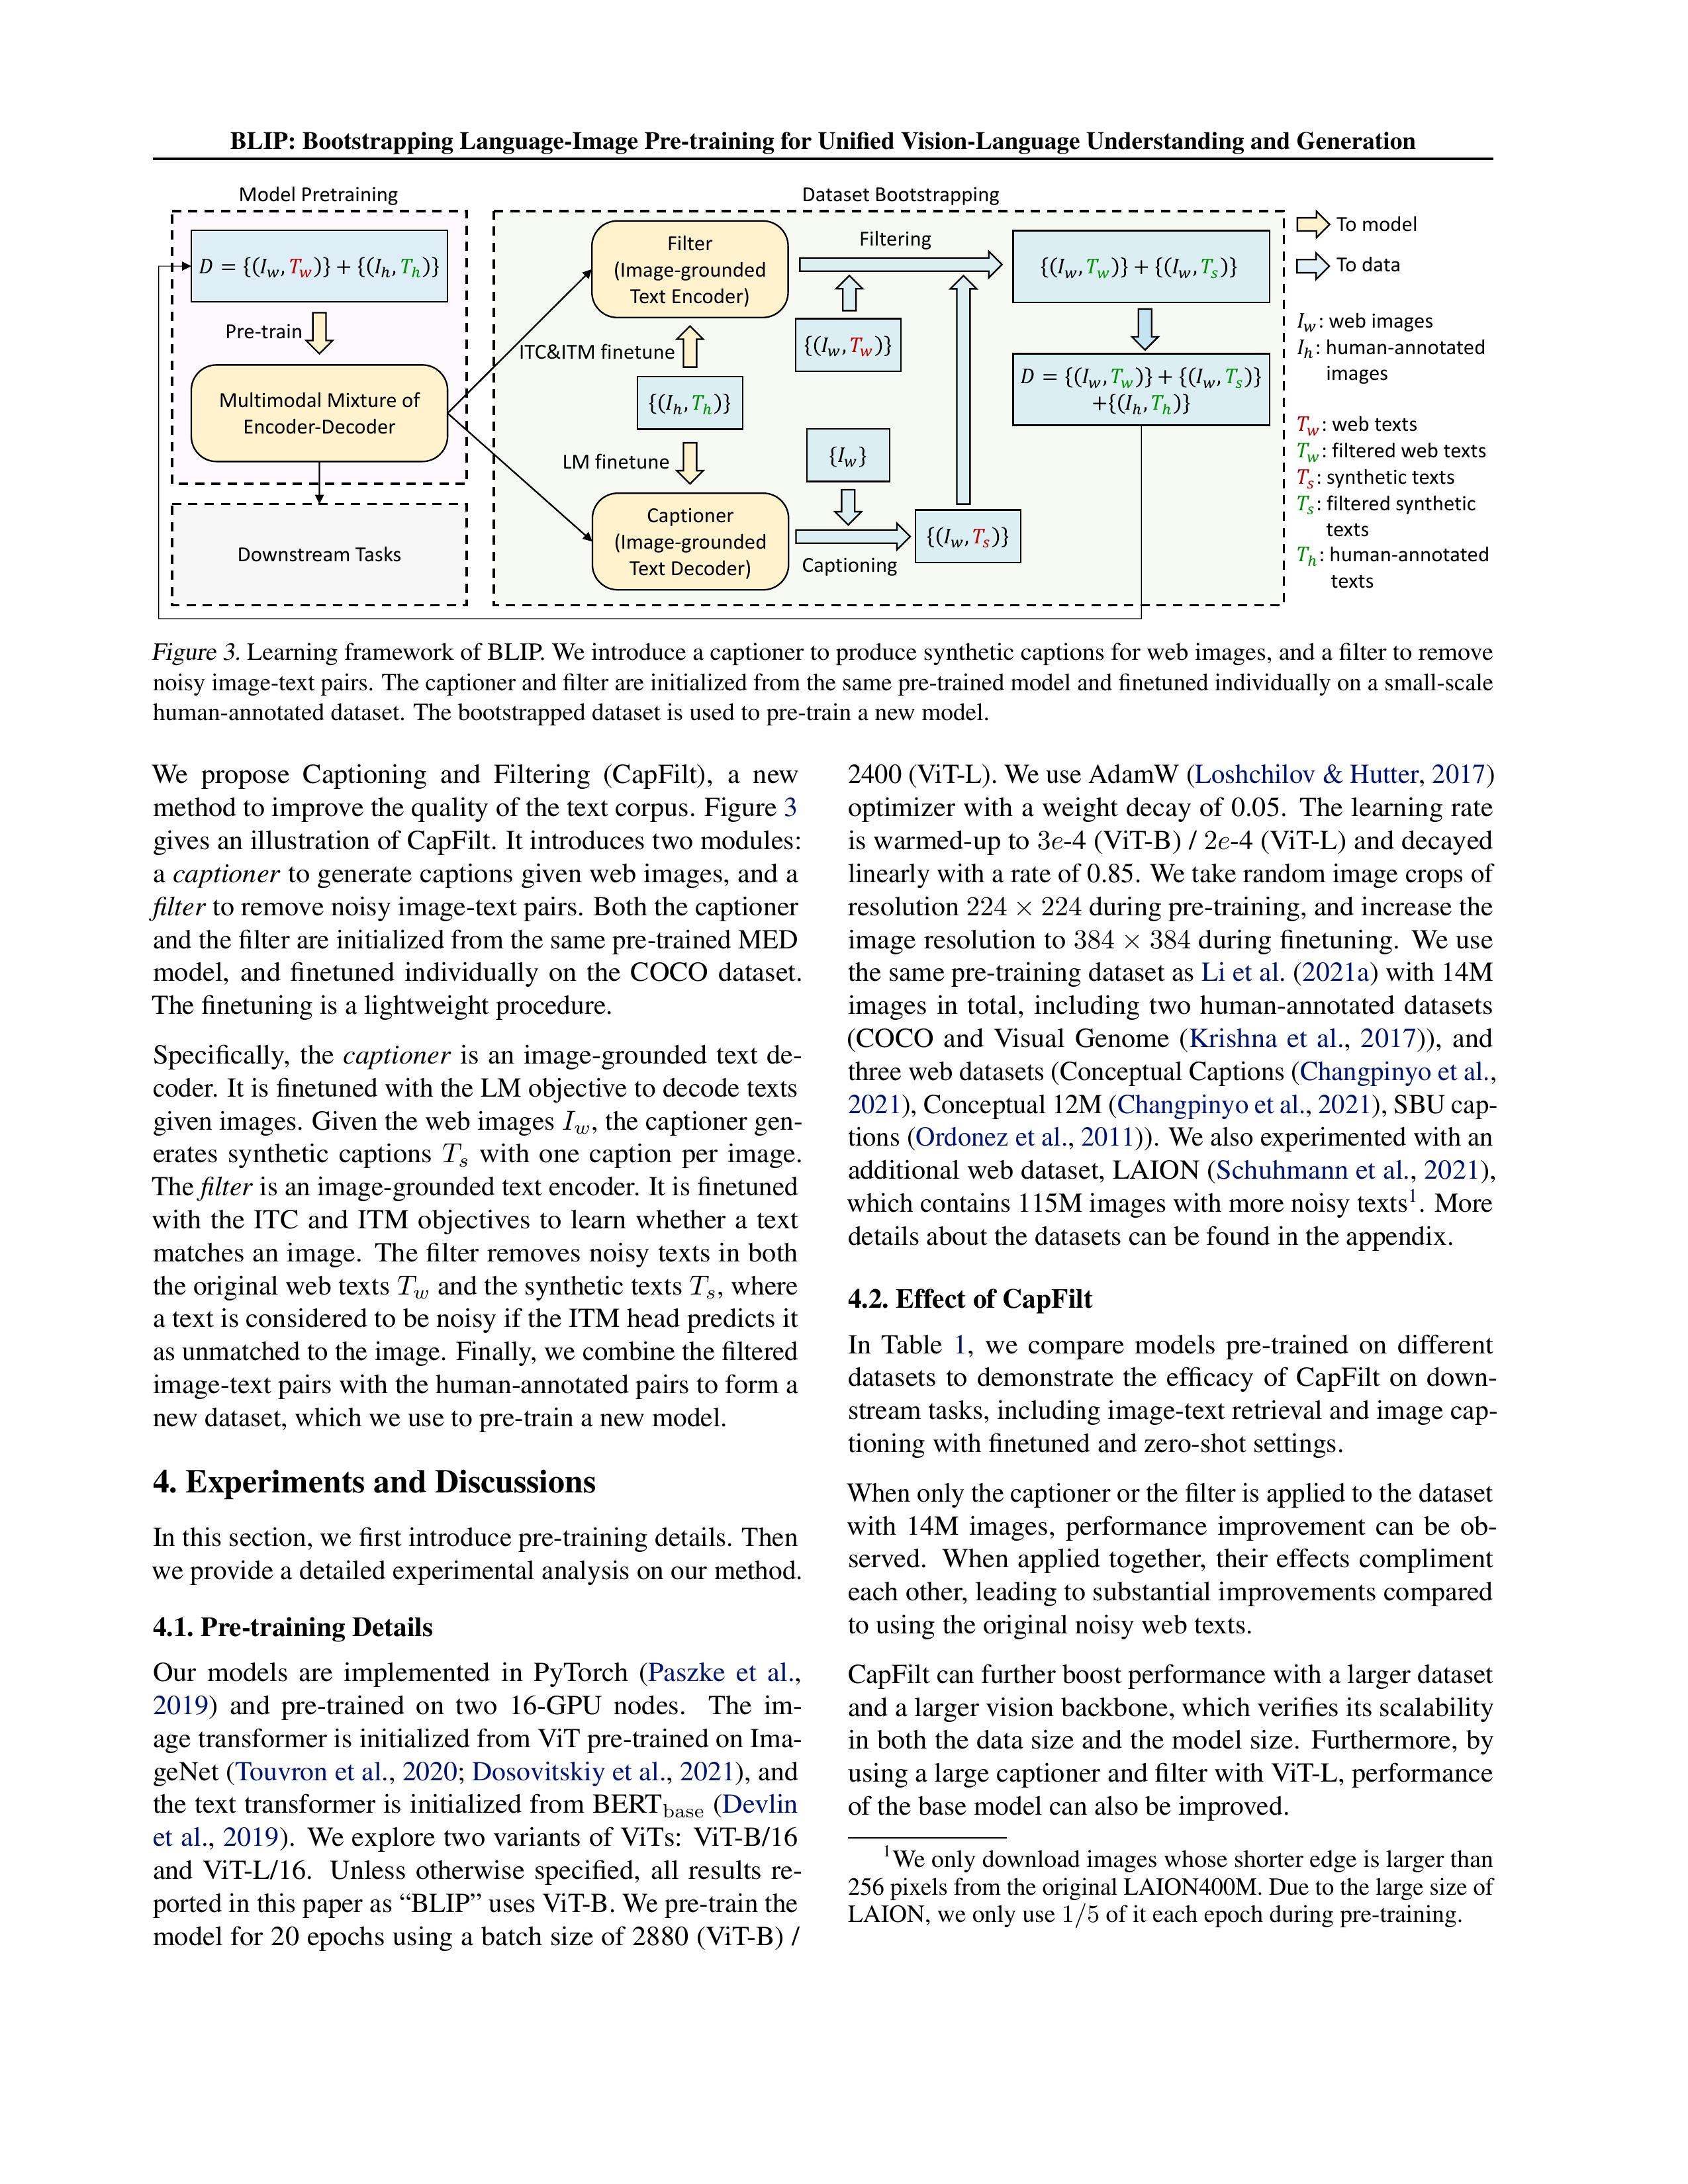 BLIP: Bootstrapping Language-Image Pre-training for Unified Vision-Language Understanding and Generation
Model Pretraining
D = {(I_w, T_w)} + {(I_h, T_h)}
Pre-train
Multimodal Mixture of
Encoder-Decoder
Downstream Tasks
Dataset Bootstrapping
Filter
(Image-grounded
Text Encoder)
ITC&ITM finetune
{(I_h, T_h)}
LM finetune
Captioner
(Image-grounded
Text Decoder)
Filtering
{(I_w, T_w)}
{I_w}
Captioning
{(I_w, T_s)}
{(I_w, T_w)} + {(I_w, T_s)}
D = {(I_w, T_w)} + {(I_w, T_s)}
+{(I_h, T_h)}
To model
To data
I_w: web images
I_h: human-annotated
images
T_w: web texts
T_w: filtered web texts
T_s: synthetic texts
T_s: filtered synthetic
texts
T_h: human-annotated
texts
Figure 3. Learning framework of BLIP. We introduce a captioner to produce synthetic captions for web images, and a filter to remove
noisy image-text pairs. The captioner and filter are initialized from the same pre-trained model and finetuned individually on a small-scale
human-annotated dataset. The bootstrapped dataset is used to pre-train a new model.
We propose Captioning and Filtering (CapFilt), a new
method to improve the quality of the text corpus. Figure 3
gives an illustration of CapFilt. It introduces two modules:
a captioner to generate captions given web images, and a
filter to remove noisy image-text pairs. Both the captioner
and the filter are initialized from the same pre-trained MED
model, and finetuned individually on the COCO dataset.
The finetuning is a lightweight procedure.
Specifically, the captioner is an image-grounded text de-
coder. It is finetuned with the LM objective to decode texts
given images. Given the web images I_w, the captioner gen-
erates synthetic captions T_s with one caption per image.
The filter is an image-grounded text encoder. It is finetuned
with the ITC and ITM objectives to learn whether a text
matches an image. The filter removes noisy texts in both
the original web texts T_w and the synthetic texts T_s, where
a text is considered to be noisy if the ITM head predicts it
as unmatched to the image. Finally, we combine the filtered
image-text pairs with the human-annotated pairs to form a
new dataset, which we use to pre-train a new model.
4. Experiments and Discussions
In this section, we first introduce pre-training details. Then
we provide a detailed experimental analysis on our method.
4.1. Pre-training Details
Our models are implemented in PyTorch (Paszke et al.,
2019) and pre-trained on two 16-GPU nodes. The im-
age transformer is initialized from ViT pre-trained on Ima-
geNet (Touvron et al., 2020; Dosovitskiy et al., 2021), and
the text transformer is initialized from BERT_base (Devlin
et al., 2019). We explore two variants of ViTs: ViT-B/16
and ViT-L/16. Unless otherwise specified, all results re-
ported in this paper as “BLIP” uses ViT-B. We pre-train the
model for 20 epochs using a batch size of 2880 (ViT-B) /
2400 (ViT-L). We use AdamW (Loshchilov & Hutter, 2017)
optimizer with a weight decay of 0.05. The learning rate
is warmed-up to 3e-4 (ViT-B) / 2e-4 (ViT-L) and decayed
linearly with a rate of 0.85. We take random image crops of
resolution 224 × 224 during pre-training, and increase the
image resolution to 384 × 384 during finetuning. We use
the same pre-training dataset as Li et al. (2021a) with 14M
images in total, including two human-annotated datasets
(COCO and Visual Genome (Krishna et al., 2017)), and
three web datasets (Conceptual Captions (Changpinyo et al.,
2021), Conceptual 12M (Changpinyo et al., 2021), SBU cap-
tions (Ordonez et al., 2011)). We also experimented with an
additional web dataset, LAION (Schuhmann et al., 2021),
which contains 115M images with more noisy texts¹. More
details about the datasets can be found in the appendix.
4.2. Effect of CapFilt
In Table 1, we compare models pre-trained on different
datasets to demonstrate the efficacy of CapFilt on down-
stream tasks, including image-text retrieval and image cap-
tioning with finetuned and zero-shot settings.
When only the captioner or the filter is applied to the dataset
with 14M images, performance improvement can be ob-
served. When applied together, their effects compliment
each other, leading to substantial improvements compared
to using the original noisy web texts.
CapFilt can further boost performance with a larger dataset
and a larger vision backbone, which verifies its scalability
in both the data size and the model size. Furthermore, by
using a large captioner and filter with ViT-L, performance
of the base model can also be improved.
¹We only download images whose shorter edge is larger than
256 pixels from the original LAION400M. Due to the large size of
LAION, we only use 1/5 of it each epoch during pre-training.